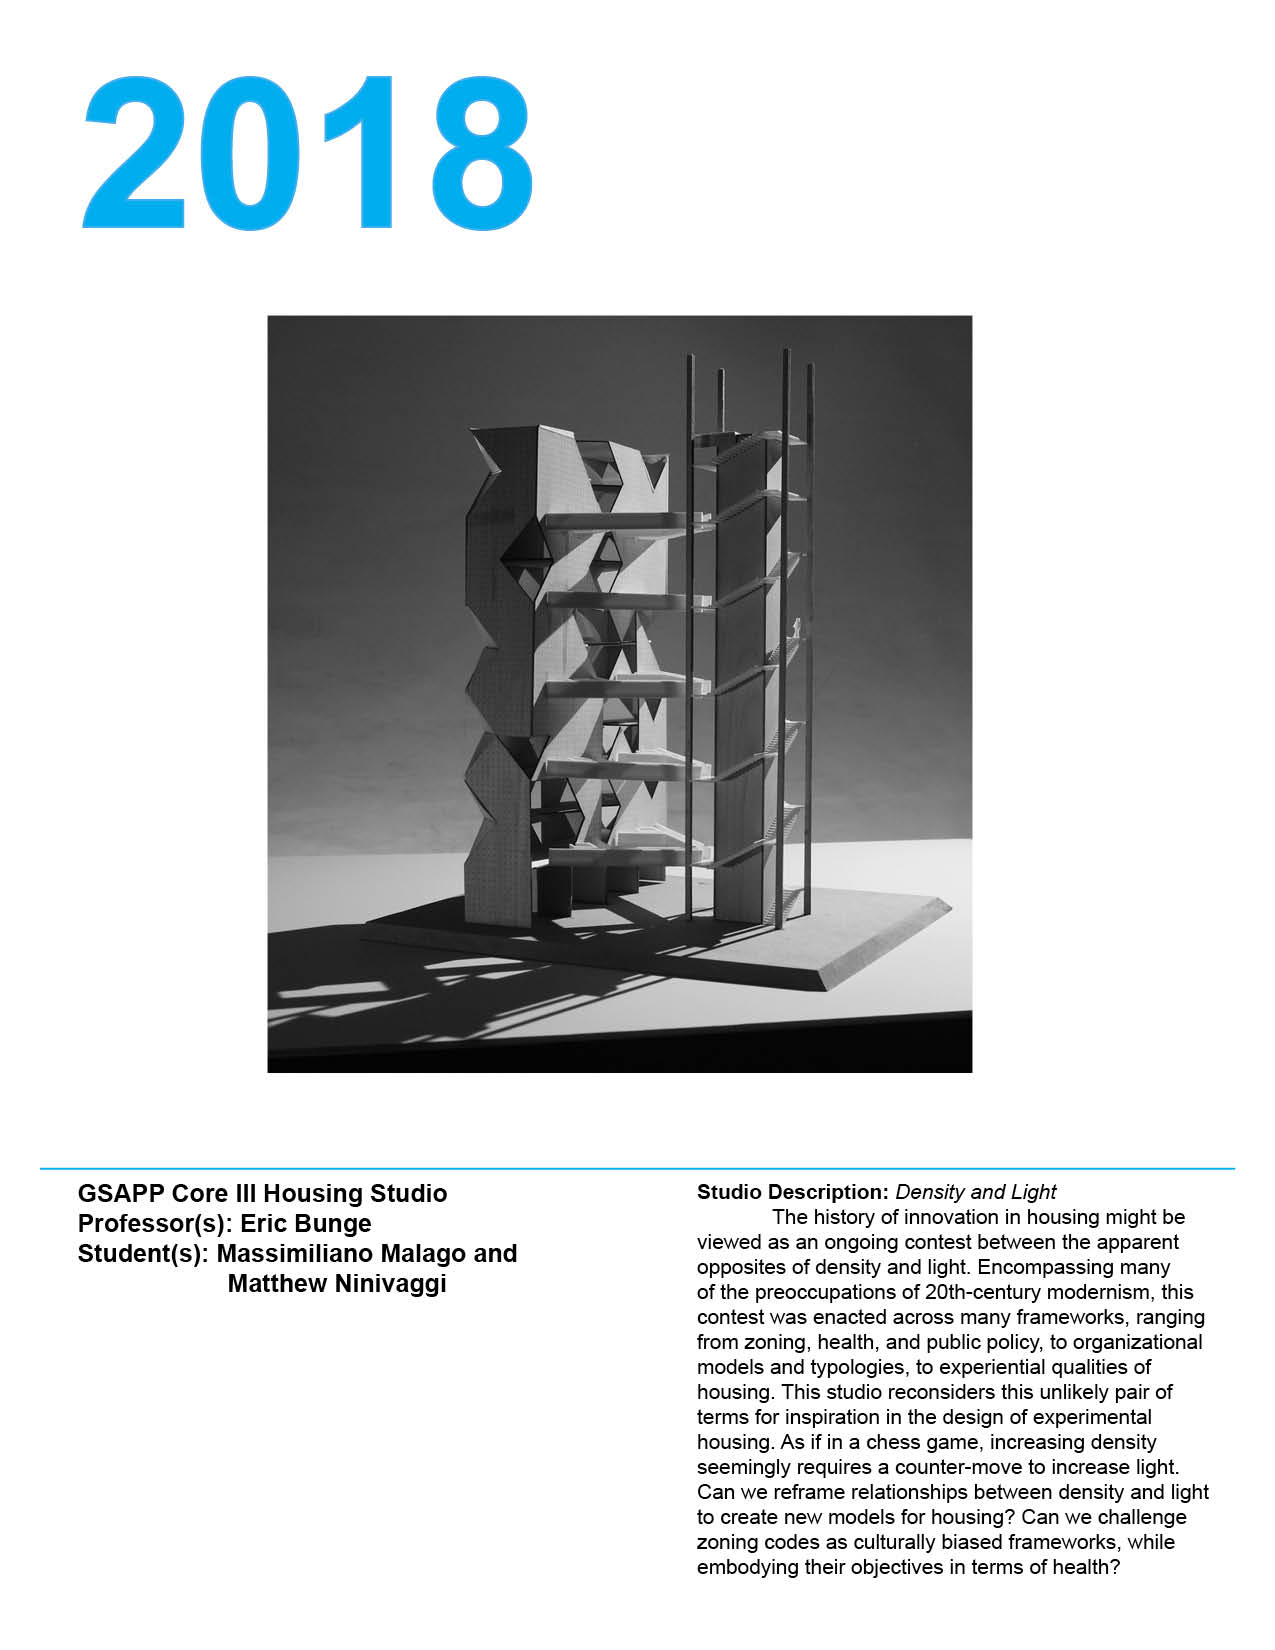 2018
GSAPP Core III Housing Studio
Professor(s): Eric Bunge
Student(s): Massimiliano Malago and
Matthew Ninivaggi
Studio Description: Density and Light
The history of innovation in housing might be
viewed as an ongoing contest between the apparent
opposites of density and light. Encompassing many
of the preoccupations of 20th-century modernism, this
contest was enacted across many frameworks, ranging
from zoning, health, and public policy, to organizational
models and typologies, to experiential qualities of
housing. This studio reconsiders this unlikely pair of
terms for inspiration in the design of experimental
housing. As if in a chess game, increasing density
seemingly requires a counter-move to increase light.
Can we reframe relationships between density and light
to create new models for housing? Can we challenge
zoning codes as culturally biased frameworks, while
embodying their objectives in terms of health?